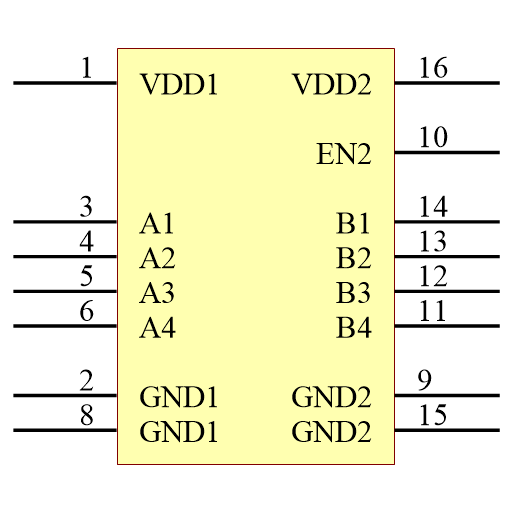 1 VDD1 VDD2 16
EN2 10
3 A1 B1 14
4 A2 B2 13
5 A3 B3 12
6 A4 B4 11
2 GND1 GND2 9
8 GND1 GND2 15